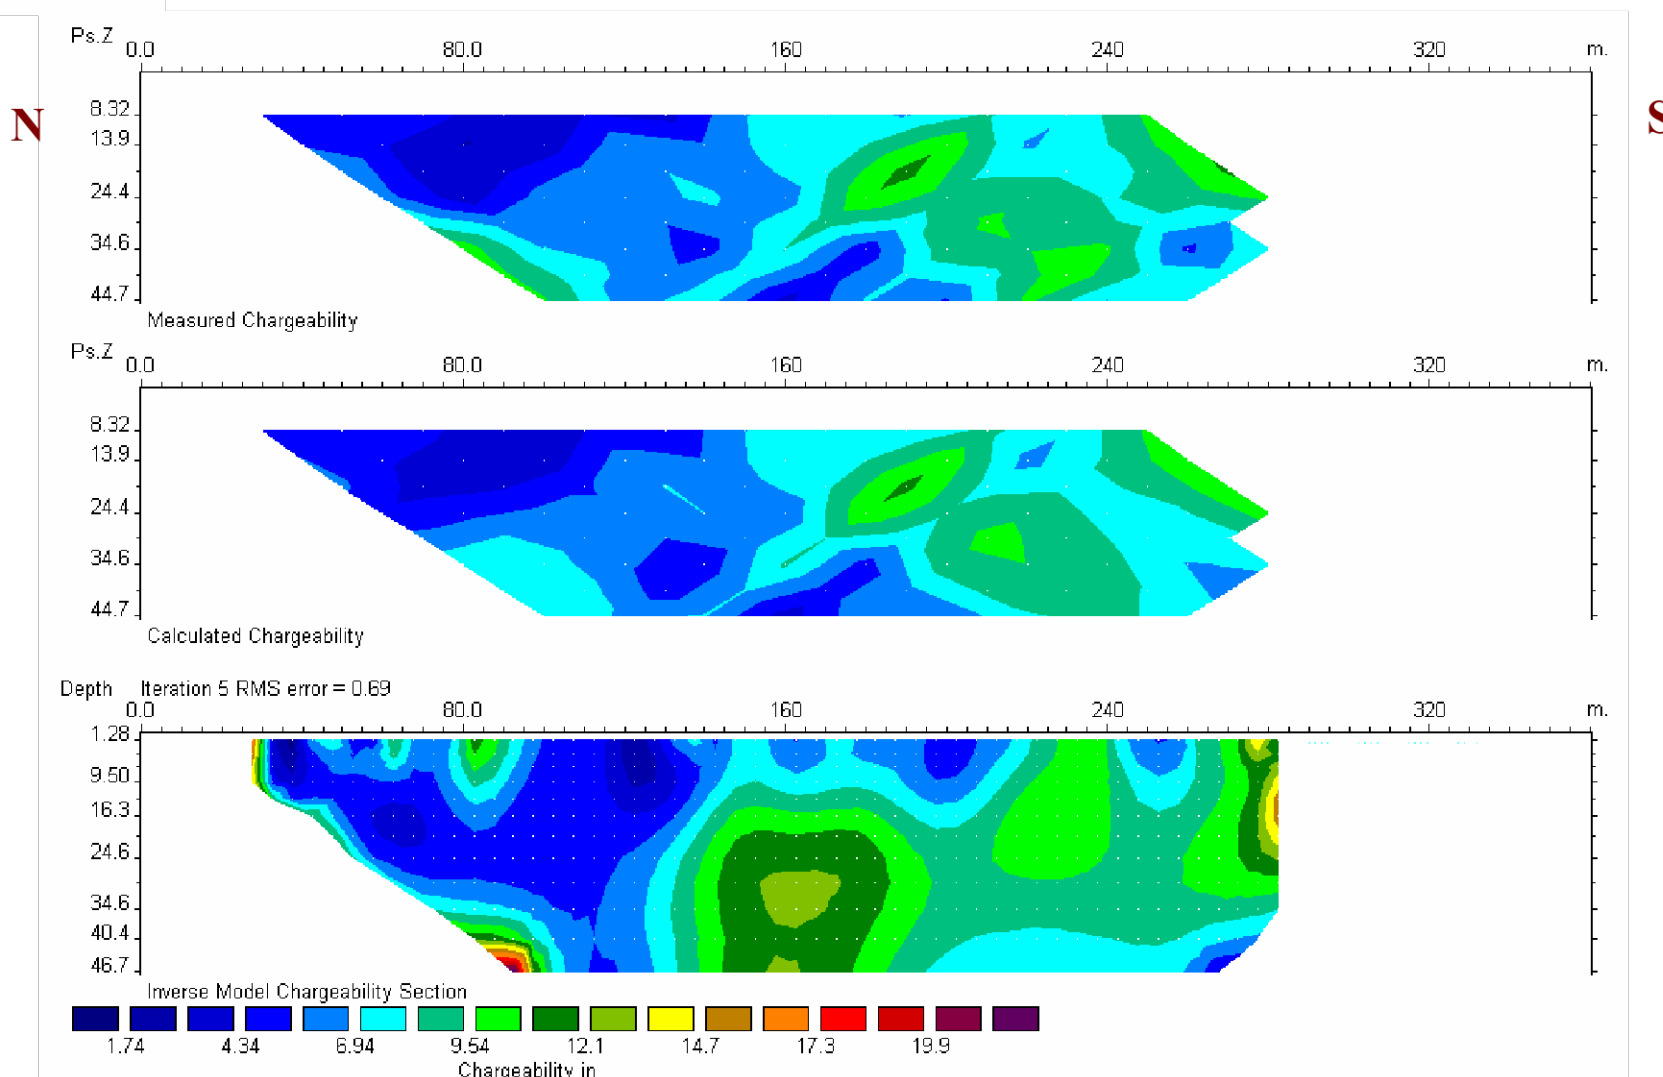 Ps.Z 0.0 80.0 160 240 320 m.
8.32
N
S
13.9
24.4
34.6
44.7
Measured Chargeability
Ps.Z 0.0 80.0 160 240 320 m.
8.32
13.9
24.4
34.6
44.7
Calculated Chargeability
Depth Iteration 5 RMS error = 0.69
0.0 80.0 160 240 320 m.
1.28
9.50
16.3
24.6
34.6
40.4
46.7
Inverse Model Chargeability Section
1.74 4.34 6.94 9.54 12.1 14.7 17.3 19.9
Chargeability in